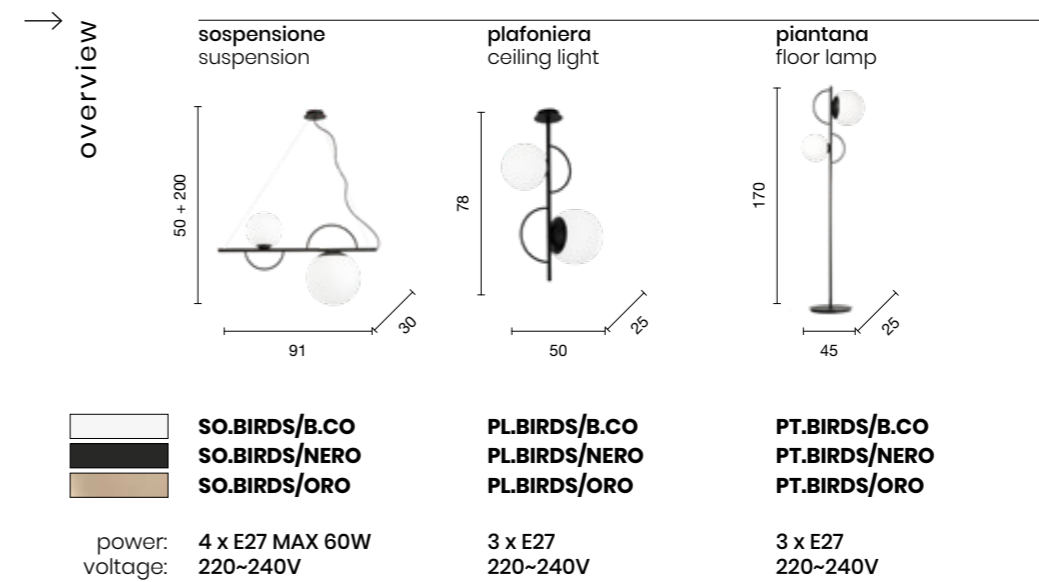 overview
sospensione
suspension
50 + 200
91
30
plafoniera
ceiling light
78
50
25
piantana
floor lamp
170
45
25
SO.BIRDS/B.CO PL.BIRDS/B.CO PT.BIRDS/B.CO
SO.BIRDS/NERO PL.BIRDS/NERO PT.BIRDS/NERO
SO.BIRDS/ORO PL.BIRDS/ORO PT.BIRDS/ORO
power: 4 x E27 MAX 60W 3 x E27 3 x E27
voltage: 220~240V 220~240V 220~240V